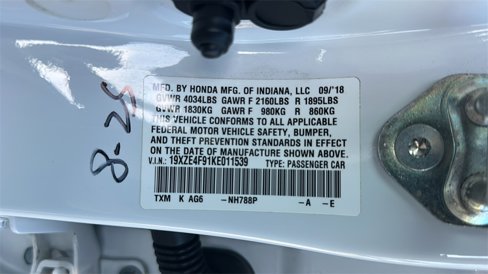 MFD. BY HONDA MFG. OF INDIANA, LLC 09/'18
GVWR 4034LBS GAWR F 2160LBS R 1895LBS
GVWR 1830KG GAWR F 980KG R 860KG
THIS VEHICLE CONFORMS TO ALL APPLICABLE
FEDERAL MOTOR VEHICLE SAFETY, BUMPER,
AND THEFT PREVENTION STANDARDS IN EFFECT
ON THE DATE OF MANUFACTURE SHOWN ABOVE.
V.I.N.: 19XZE4F91KE011539 TYPE: PASSENGER CAR
TXM K AG6 -NH788P -A -E
8-29